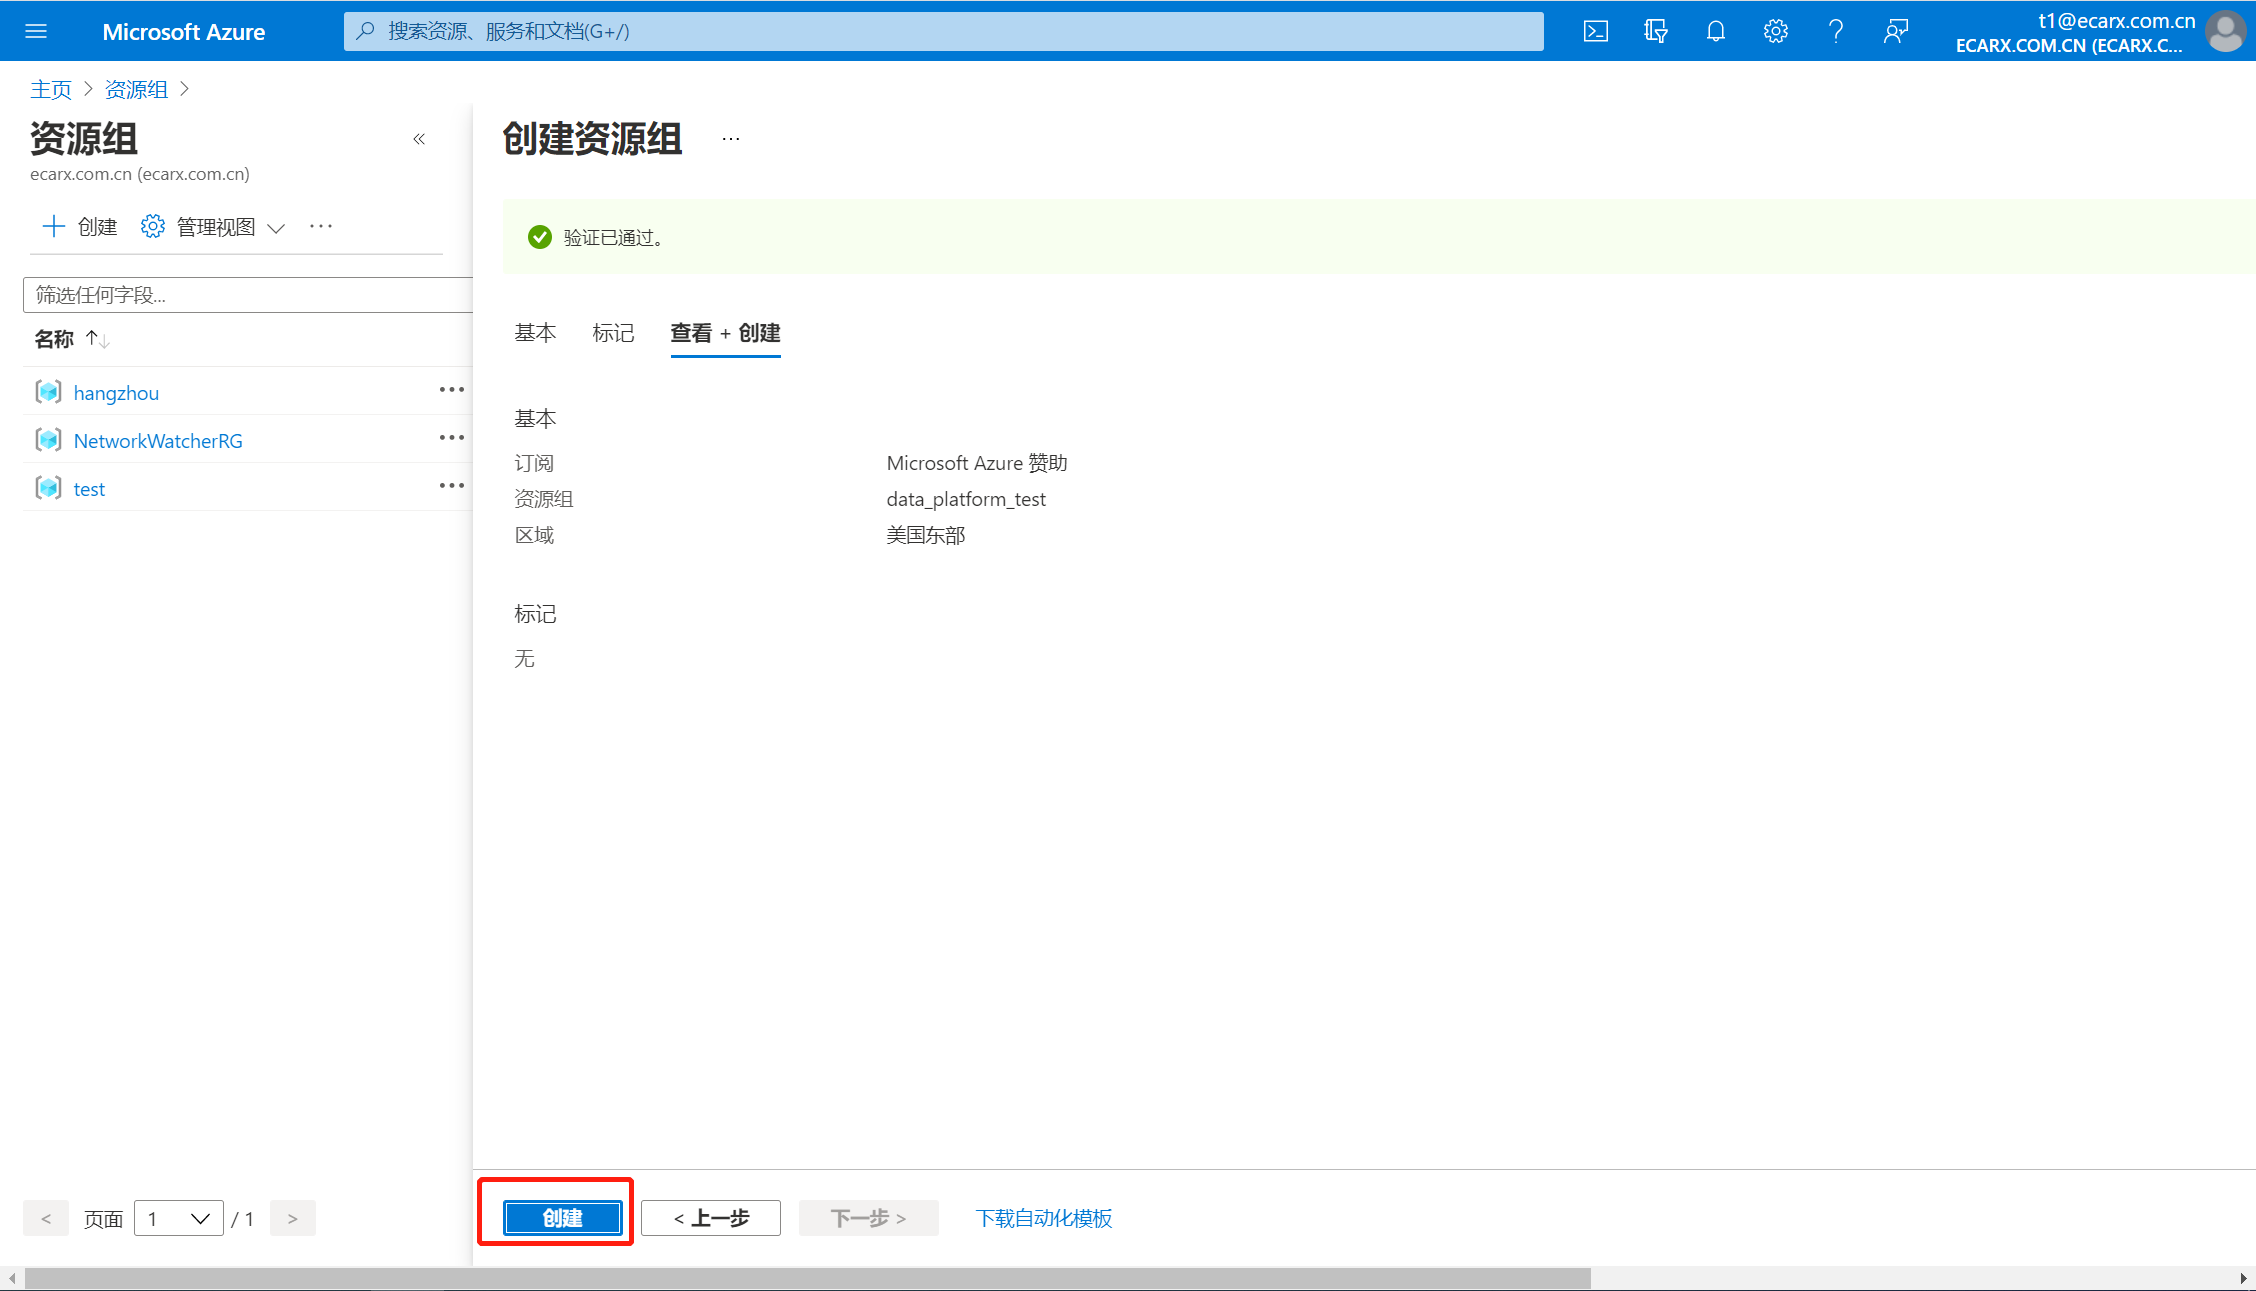 Microsoft Azure
搜索资源、服务和文档(G+/)
t1@ecarx.com.cn
ECARX.COM.CN (ECARX.C...
主页 > 资源组 >
资源组
«
ecarx.com.cn (ecarx.com.cn)
+ 创建 管理视图 ...
筛选任何字段...
名称 ↑↓
hangzhou ...
NetworkWatcherRG ...
test ...
< 页面 1 / 1 >
创建资源组 ...
验证已通过。
基本 标记 查看 + 创建
基本
订阅 Microsoft Azure 赞助
资源组 data_platform_test
区域 美国东部
标记
无
创建 < 上一步 下一步 > 下载自动化模板